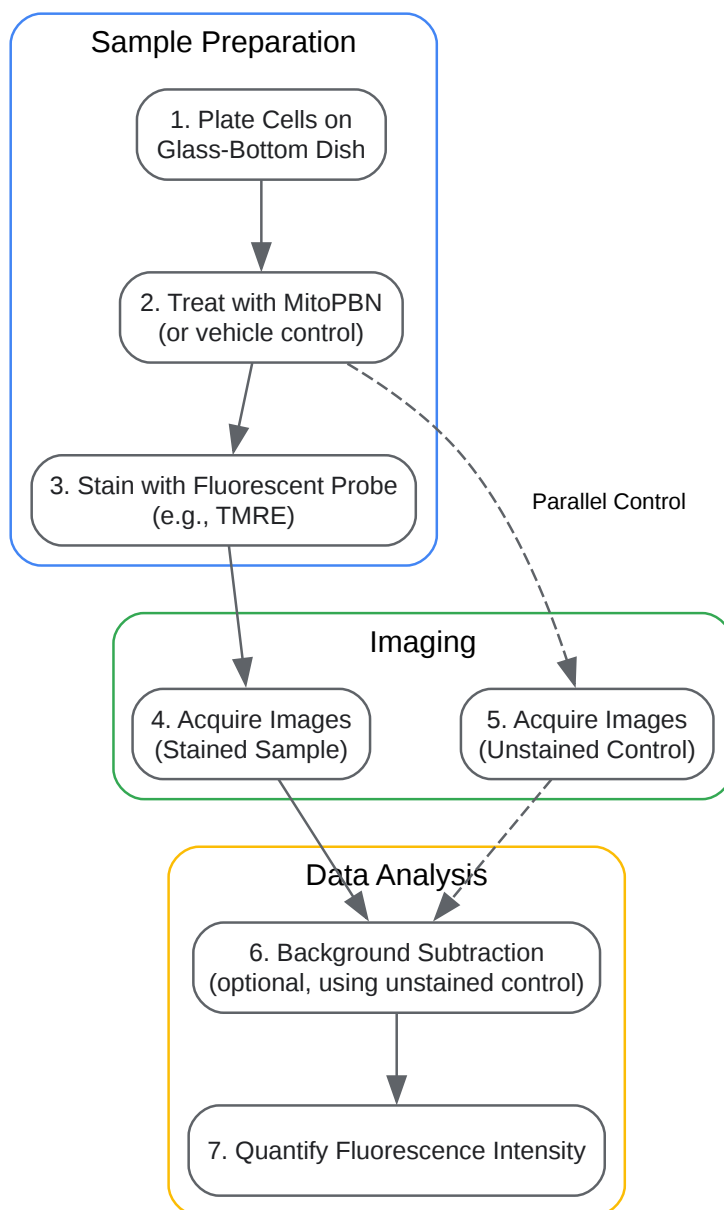 Sample Preparation
1. Plate Cells on
Glass-Bottom Dish
2. Treat with MitoPBN
(or vehicle control)
3. Stain with Fluorescent Probe
(e.g., TMRE)
Parallel Control
Imaging
4. Acquire Images
(Stained Sample)
5. Acquire Images
(Unstained Control)
Data Analysis
6. Background Subtraction
(optional, using unstained control)
7. Quantify Fluorescence Intensity